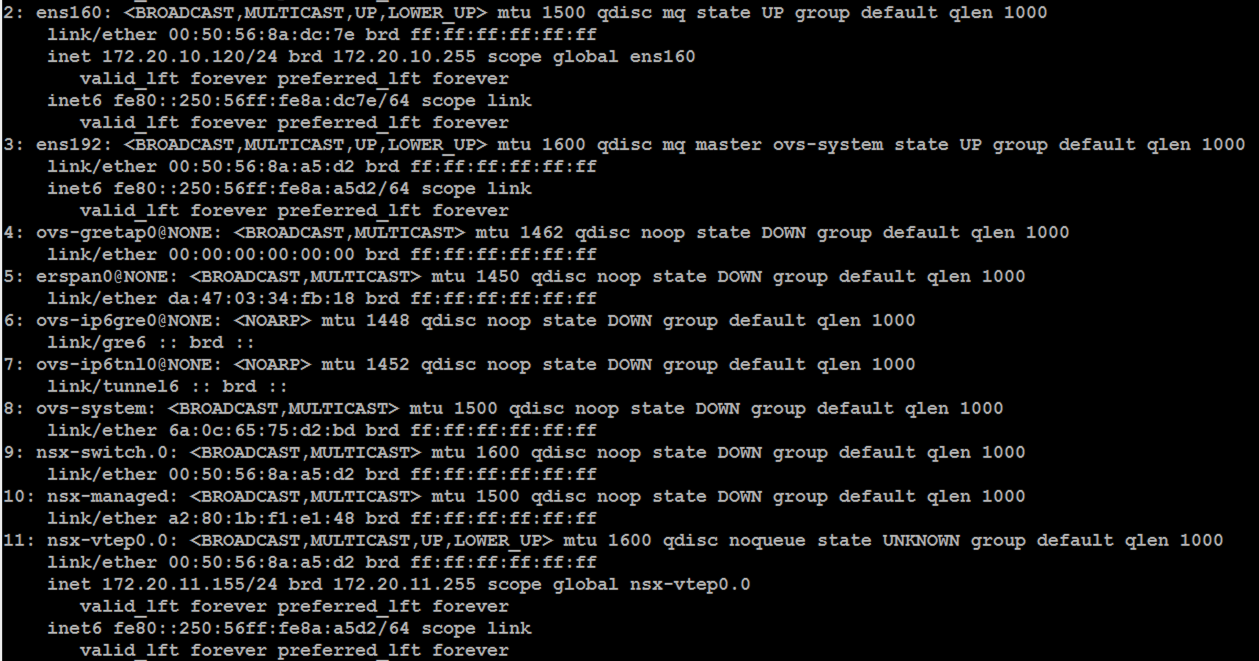 2: ens160: <BROADCAST,MULTICAST,UP,LOWER_UP> mtu 1500 qdisc mq state UP group default qlen 1000
    link/ether 00:50:56:8a:dc:7e brd ff:ff:ff:ff:ff:ff
    inet 172.20.10.120/24 brd 172.20.10.255 scope global ens160
       valid_lft forever preferred_lft forever
    inet6 fe80::250:56ff:fe8a:dc7e/64 scope link
       valid_lft forever preferred_lft forever
3: ens192: <BROADCAST,MULTICAST,UP,LOWER_UP> mtu 1600 qdisc mq master ovs-system state UP group default qlen 1000
    link/ether 00:50:56:8a:a5:d2 brd ff:ff:ff:ff:ff:ff
    inet6 fe80::250:56ff:fe8a:a5d2/64 scope link
       valid_lft forever preferred_lft forever
4: ovs-gretap0@NONE: <BROADCAST,MULTICAST> mtu 1462 qdisc noop state DOWN group default qlen 1000
    link/ether 00:00:00:00:00:00 brd ff:ff:ff:ff:ff:ff
5: erspan0@NONE: <BROADCAST,MULTICAST> mtu 1450 qdisc noop state DOWN group default qlen 1000
    link/ether da:47:03:34:fb:18 brd ff:ff:ff:ff:ff:ff
6: ovs-ip6gre0@NONE: <NOARP> mtu 1448 qdisc noop state DOWN group default qlen 1000
    link/gre6 :: brd ::
7: ovs-ip6tnl0@NONE: <NOARP> mtu 1452 qdisc noop state DOWN group default qlen 1000
    link/tunnel6 :: brd ::
8: ovs-system: <BROADCAST,MULTICAST> mtu 1500 qdisc noop state DOWN group default qlen 1000
    link/ether 6a:0c:65:75:d2:bd brd ff:ff:ff:ff:ff:ff
9: nsx-switch.0: <BROADCAST,MULTICAST> mtu 1600 qdisc noop state DOWN group default qlen 1000
    link/ether 00:50:56:8a:a5:d2 brd ff:ff:ff:ff:ff:ff
10: nsx-managed: <BROADCAST,MULTICAST> mtu 1500 qdisc noop state DOWN group default qlen 1000
    link/ether a2:80:1b:f1:e1:48 brd ff:ff:ff:ff:ff:ff
11: nsx-vtep0.0: <BROADCAST,MULTICAST,UP,LOWER_UP> mtu 1600 qdisc noqueue state UNKNOWN group default qlen 1000
    link/ether 00:50:56:8a:a5:d2 brd ff:ff:ff:ff:ff:ff
    inet 172.20.11.155/24 brd 172.20.11.255 scope global nsx-vtep0.0
       valid_lft forever preferred_lft forever
    inet6 fe80::250:56ff:fe8a:a5d2/64 scope link
       valid_lft forever preferred_lft forever